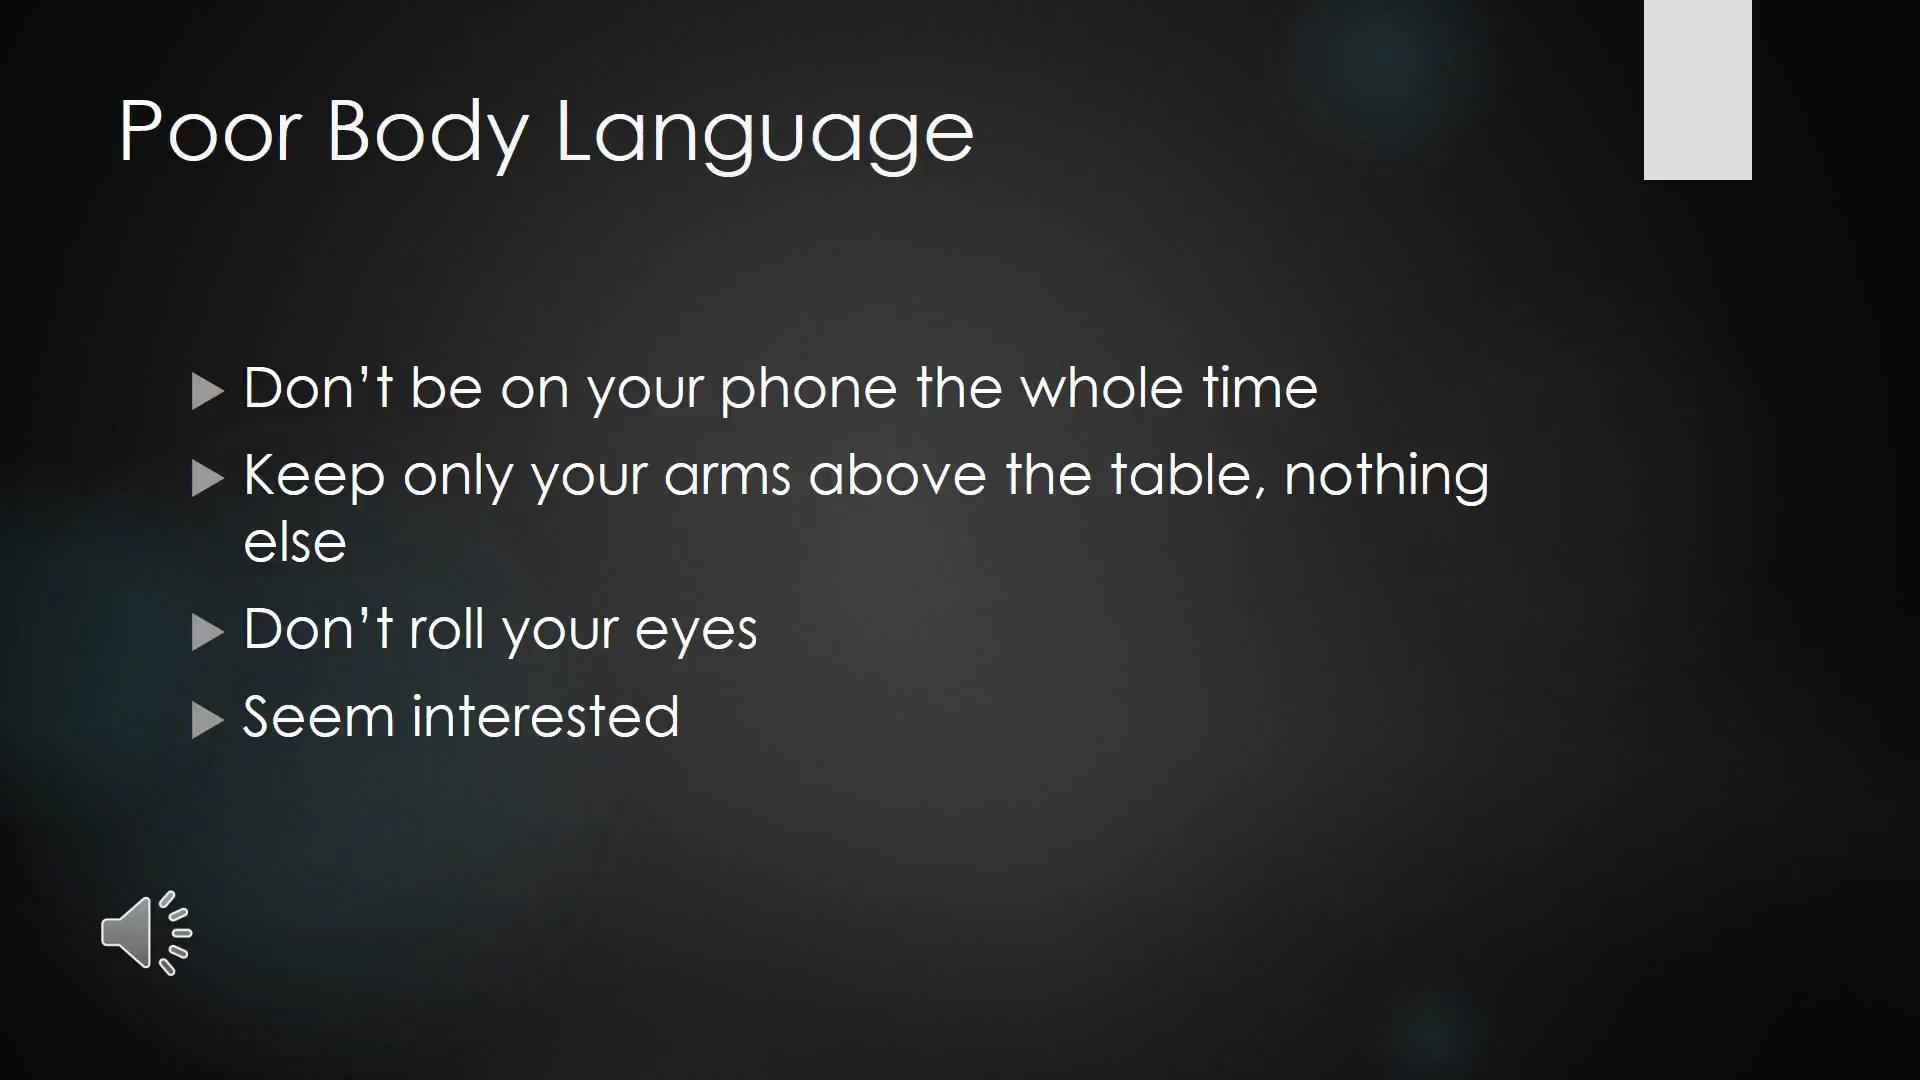 Poor Body Language
Don’t be on your phone the whole time
Keep only your arms above the table, nothing
else
Don’t roll your eyes
Seem interested